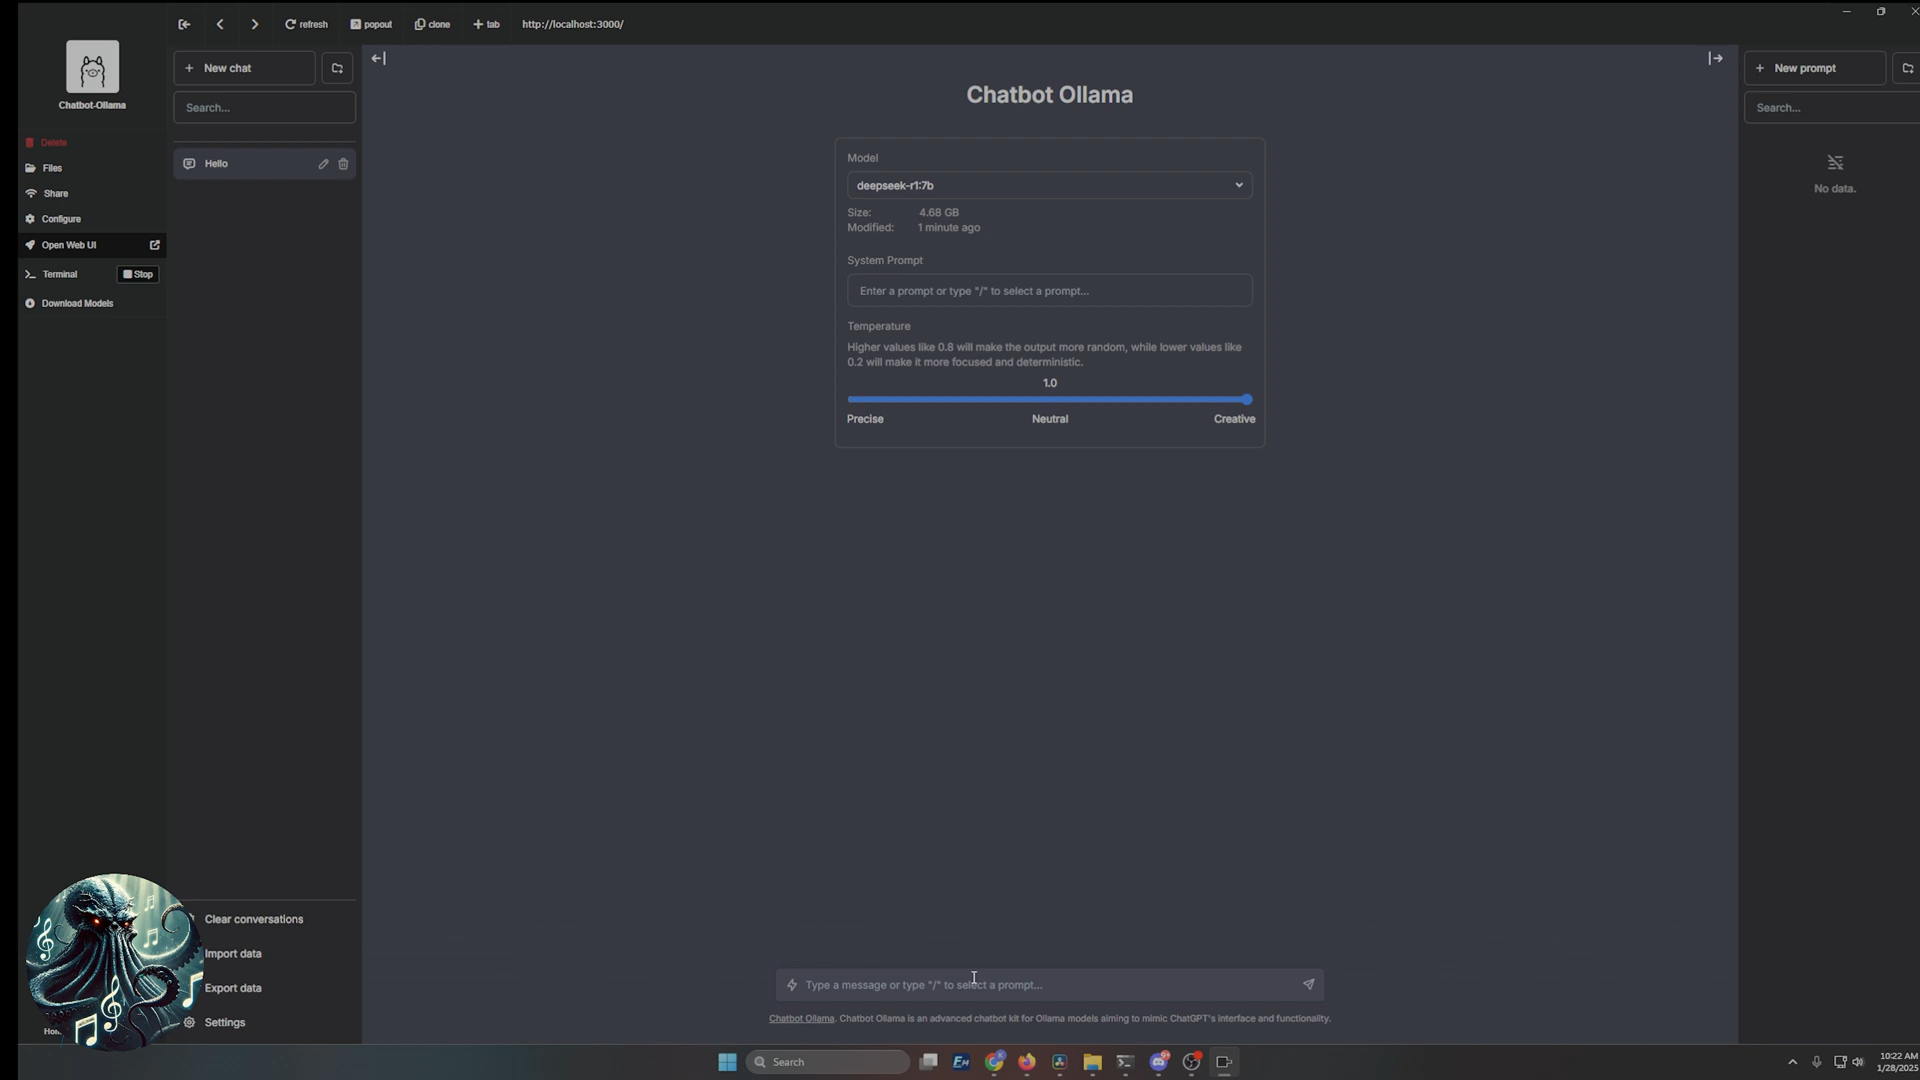 refresh
popout
clone
tab
http://localhost:3000/
Chatbot-Ollama
Delete
Files
Share
Configure
Open Web UI
Terminal
Stop
Download Models
New chat
Search...
Hello
Clear conversations
Import data
Export data
Settings
Chatbot Ollama
Model
deepseek-r1:7b
Size: 4.68 GB
Modified: 1 minute ago
System Prompt
Enter a prompt or type "/" to select a prompt...
Temperature
Higher values like 0.8 will make the output more random, while lower values like
0.2 will make it more focused and deterministic.
1.0
Precise Neutral Creative
Type a message or type "/" to select a prompt...
Chatbot Ollama. Chatbot Ollama is an advanced chatbot kit for Ollama models aiming to mimic ChatGPT's interface and functionality.
New prompt
Search...
No data.
Search
10:22 AM
1/28/2025